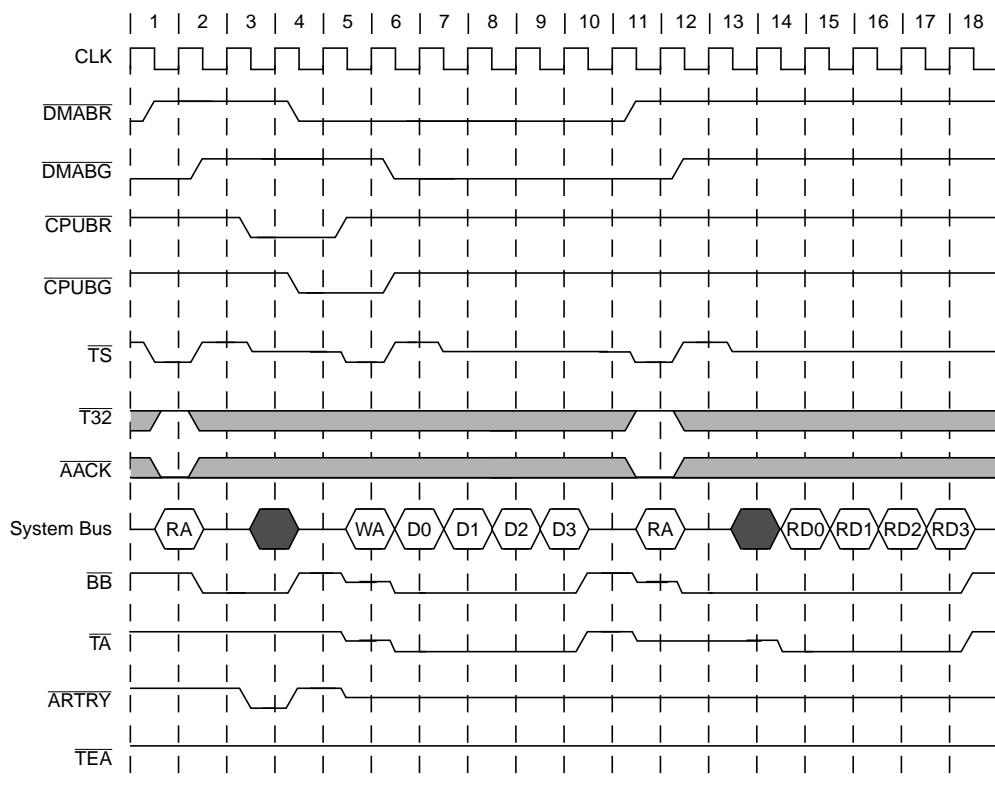 1 2 3 4 5 6 7 8 9 10 11 12 13 14 15 16 17 18
CLK
DMABR
DMABG
CPUBR
CPUBG
TS
T32
AACK
System Bus RA WA D0 D1 D2 D3 RA RD0 RD1 RD2 RD3
BB
TA
ARTRY
TEA